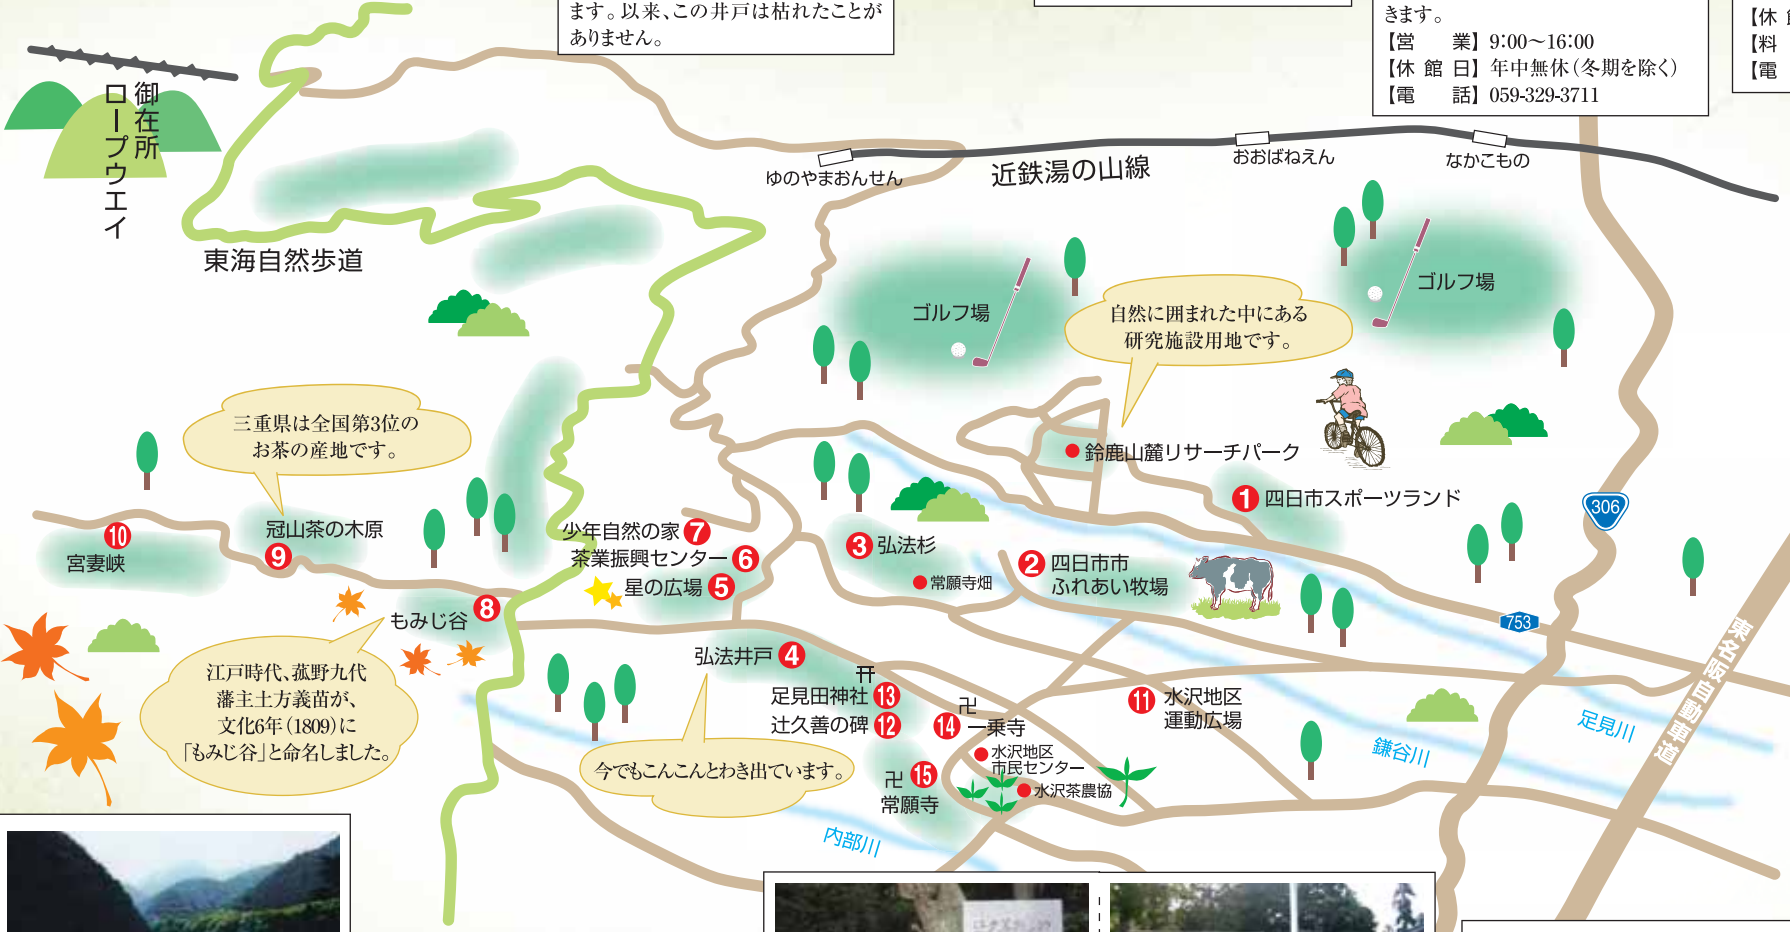 ます。以来、この井戸は枯れたことが
ありません。
きます。
【営　業】9:00〜16:00
【休館日】年中無休（冬期を除く）
【電　話】059-329-3711
【休
【料
【電
御在所
ロープウエイ
東海自然歩道
ゆのやまおんせん
近鉄湯の山線
おおばねえん
なかこもの
ゴルフ場
ゴルフ場
自然に囲まれた中にある
研究施設用地です。
三重県は全国第3位の
お茶の産地です。
鈴鹿山麓リサーチパーク
1 四日市スポーツランド
306
10
宮妻峡
冠山茶の木原
9
少年自然の家 7
茶業振興センター 6
星の広場 5
3 弘法杉
常願寺畑
2 四日市市
ふれあい牧場
もみじ谷 8
753
東名阪自動車道
江戸時代、菰野九代
藩主土方義苗が、
文化6年（1809）に
「もみじ谷」と命名しました。
弘法井戸 4
足見田神社 13
辻久善の碑 12
卍
14 一乗寺
11 水沢地区
運動広場
水沢地区
市民センター
水沢茶農協
今でもこんこんとわき出ています。
卍 15
常願寺
足見川
鎌谷川
内部川